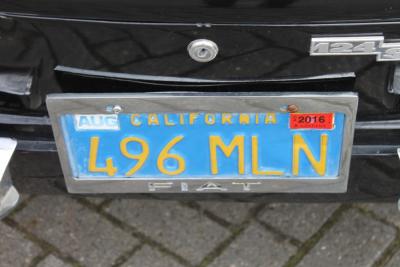 124
AUG CALIFORNIA 2016
496 MLN
FIAT